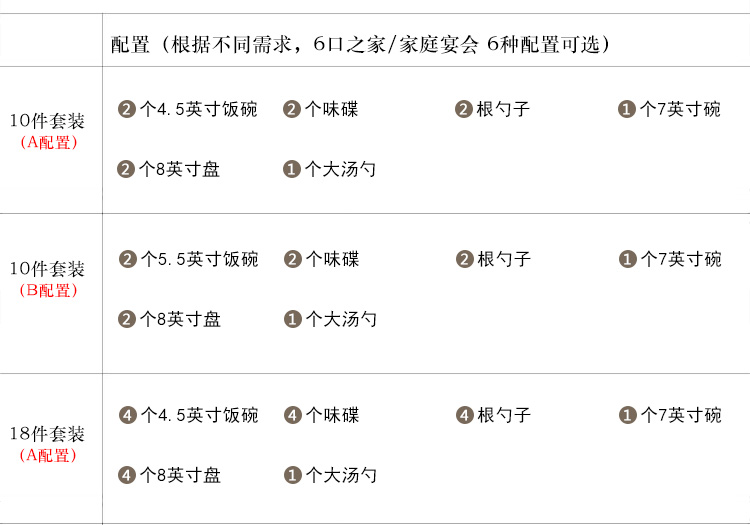 配置（根据不同需求，6口之家/家庭宴会 6种配置可选）
10件套装
（A配置）
2个4.5英寸饭碗 2个味碟 2根勺子 1个7英寸碗
2个8英寸盘 1个大汤勺
10件套装
（B配置）
2个5.5英寸饭碗 2个味碟 2根勺子 1个7英寸碗
2个8英寸盘 1个大汤勺
18件套装
（A配置）
4个4.5英寸饭碗 4个味碟 4根勺子 1个7英寸碗
4个8英寸盘 1个大汤勺